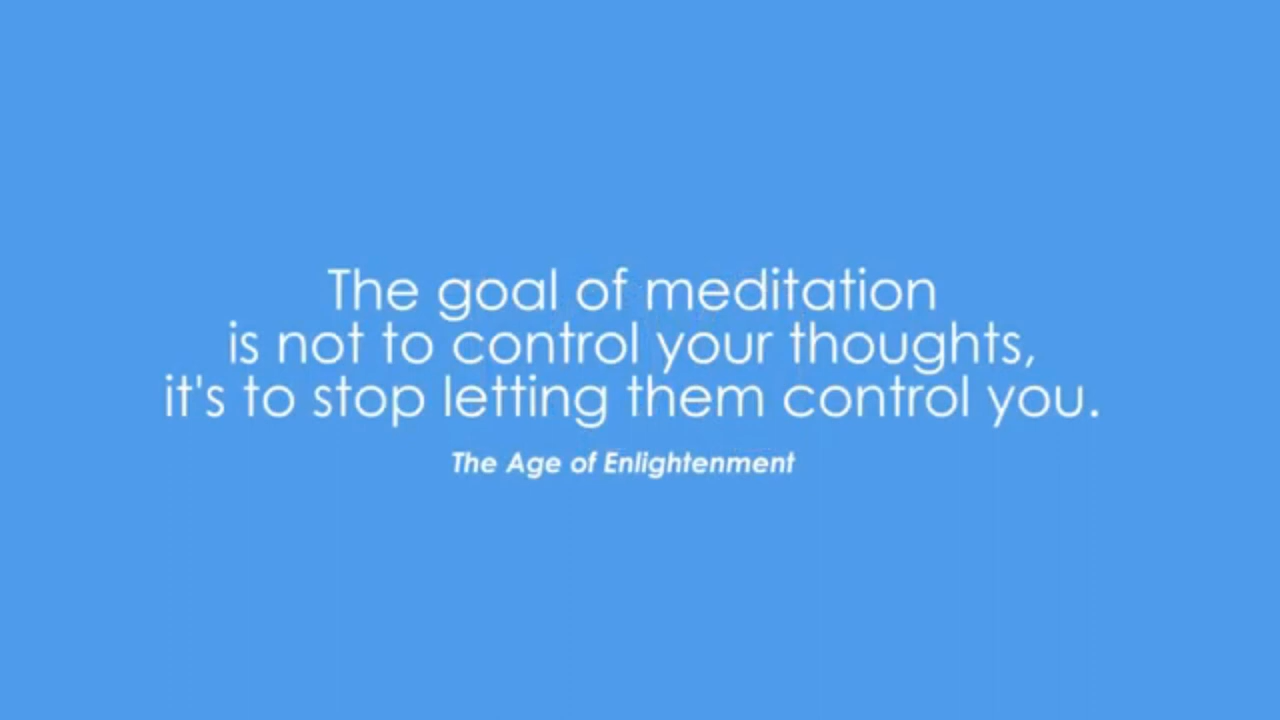 The goal of meditation
is not to control your thoughts,
it's to stop letting them control you.
The Age of Enlightenment